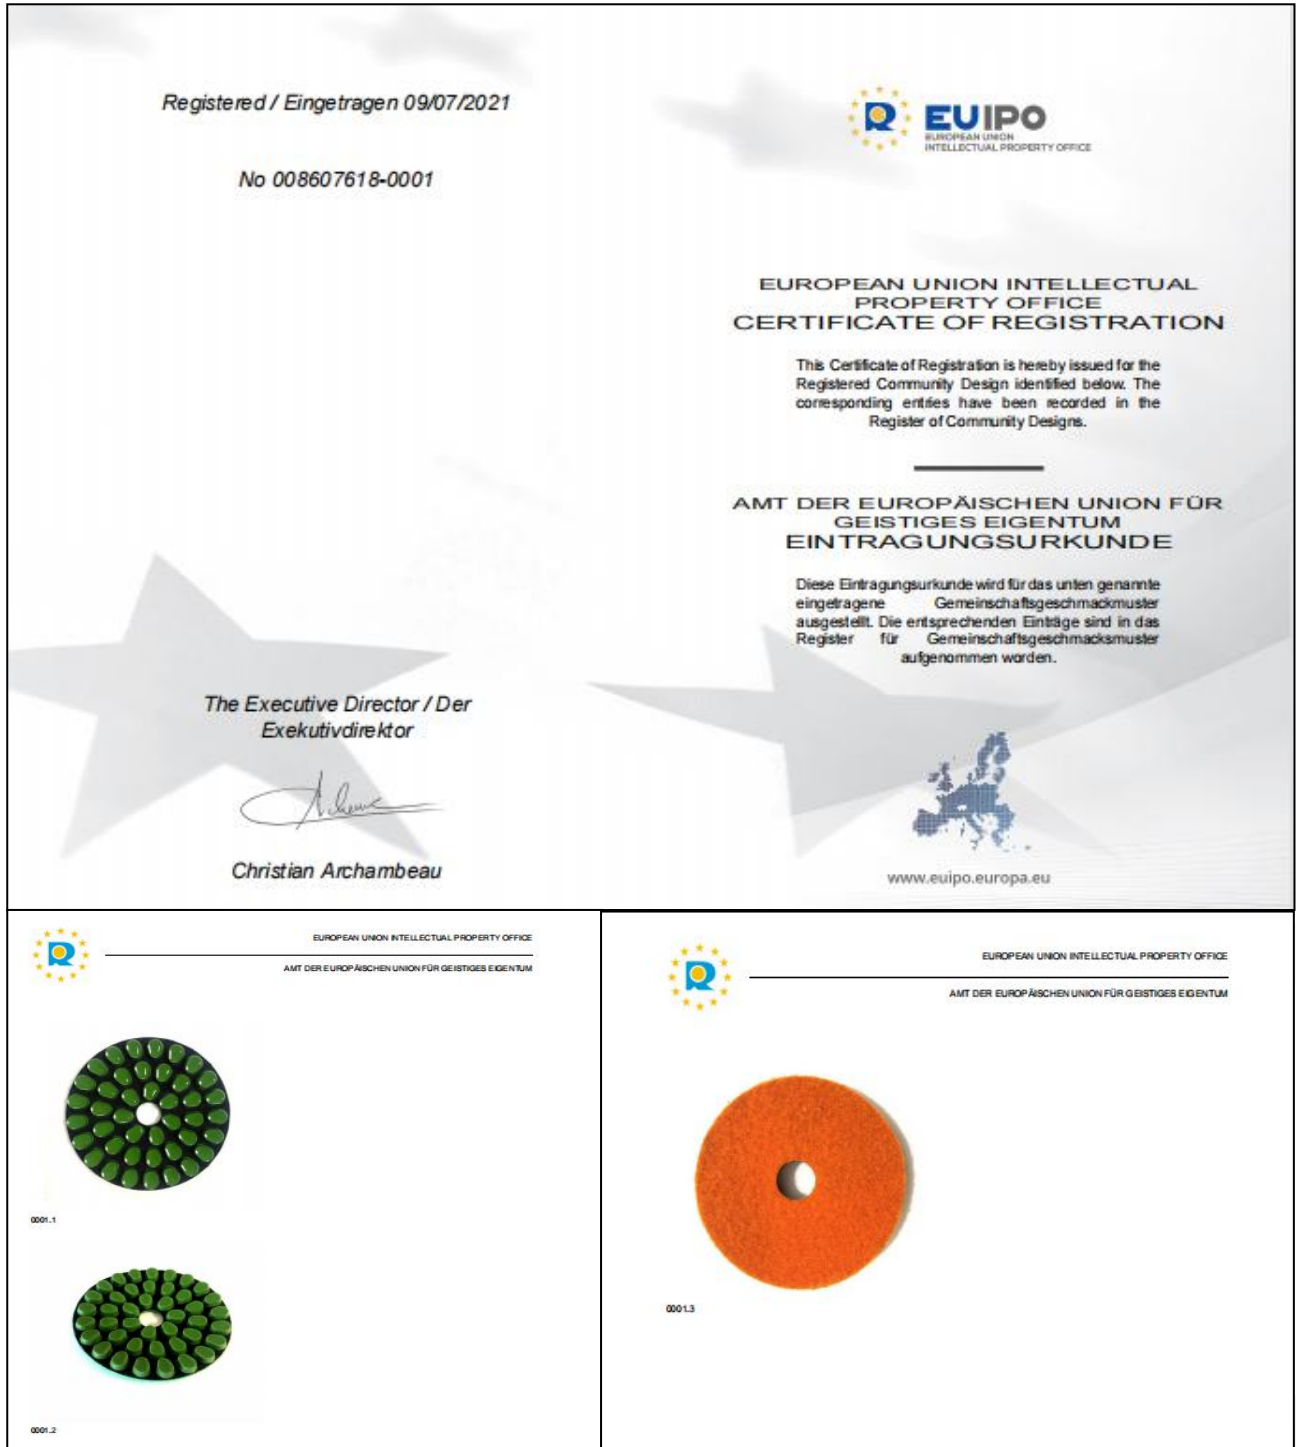 Registered / Eingetragen 09/07/2021
No 008607618-0001
The Executive Director / Der
Exekutivdirektor
Christian Archambeau
EUIPO
EUROPEAN UNION
INTELLECTUAL PROPERTY OFFICE
EUROPEAN UNION INTELLECTUAL
PROPERTY OFFICE
CERTIFICATE OF REGISTRATION
This Certificate of Registration is hereby issued for the
Registered Community Design identified below. The
corresponding entries have been recorded in the
Register of Community Designs.
AMT DER EUROPÄISCHEN UNION FÜR
GEISTIGES EIGENTUM
EINTRAGUNGSURKUNDE
Diese Eintragungsurkunde wird für das unten genannte
eingetragene Gemeinschaftsgeschmackmuster
ausgestellt. Die entsprechenden Einträge sind in das
Register für Gemeinschaftsgeschmacksmuster
aufgenommen worden.
www.euipo.europa.eu
EUROPEAN UNION INTELLECTUAL PROPERTY OFFICE
AMT DER EUROPÄISCHEN UNION FÜR GEISTIGES EIGENTUM
0001.1
0001.2
EUROPEAN UNION INTELLECTUAL PROPERTY OFFICE
AMT DER EUROPÄISCHEN UNION FÜR GEISTIGES EIGENTUM
0001.3